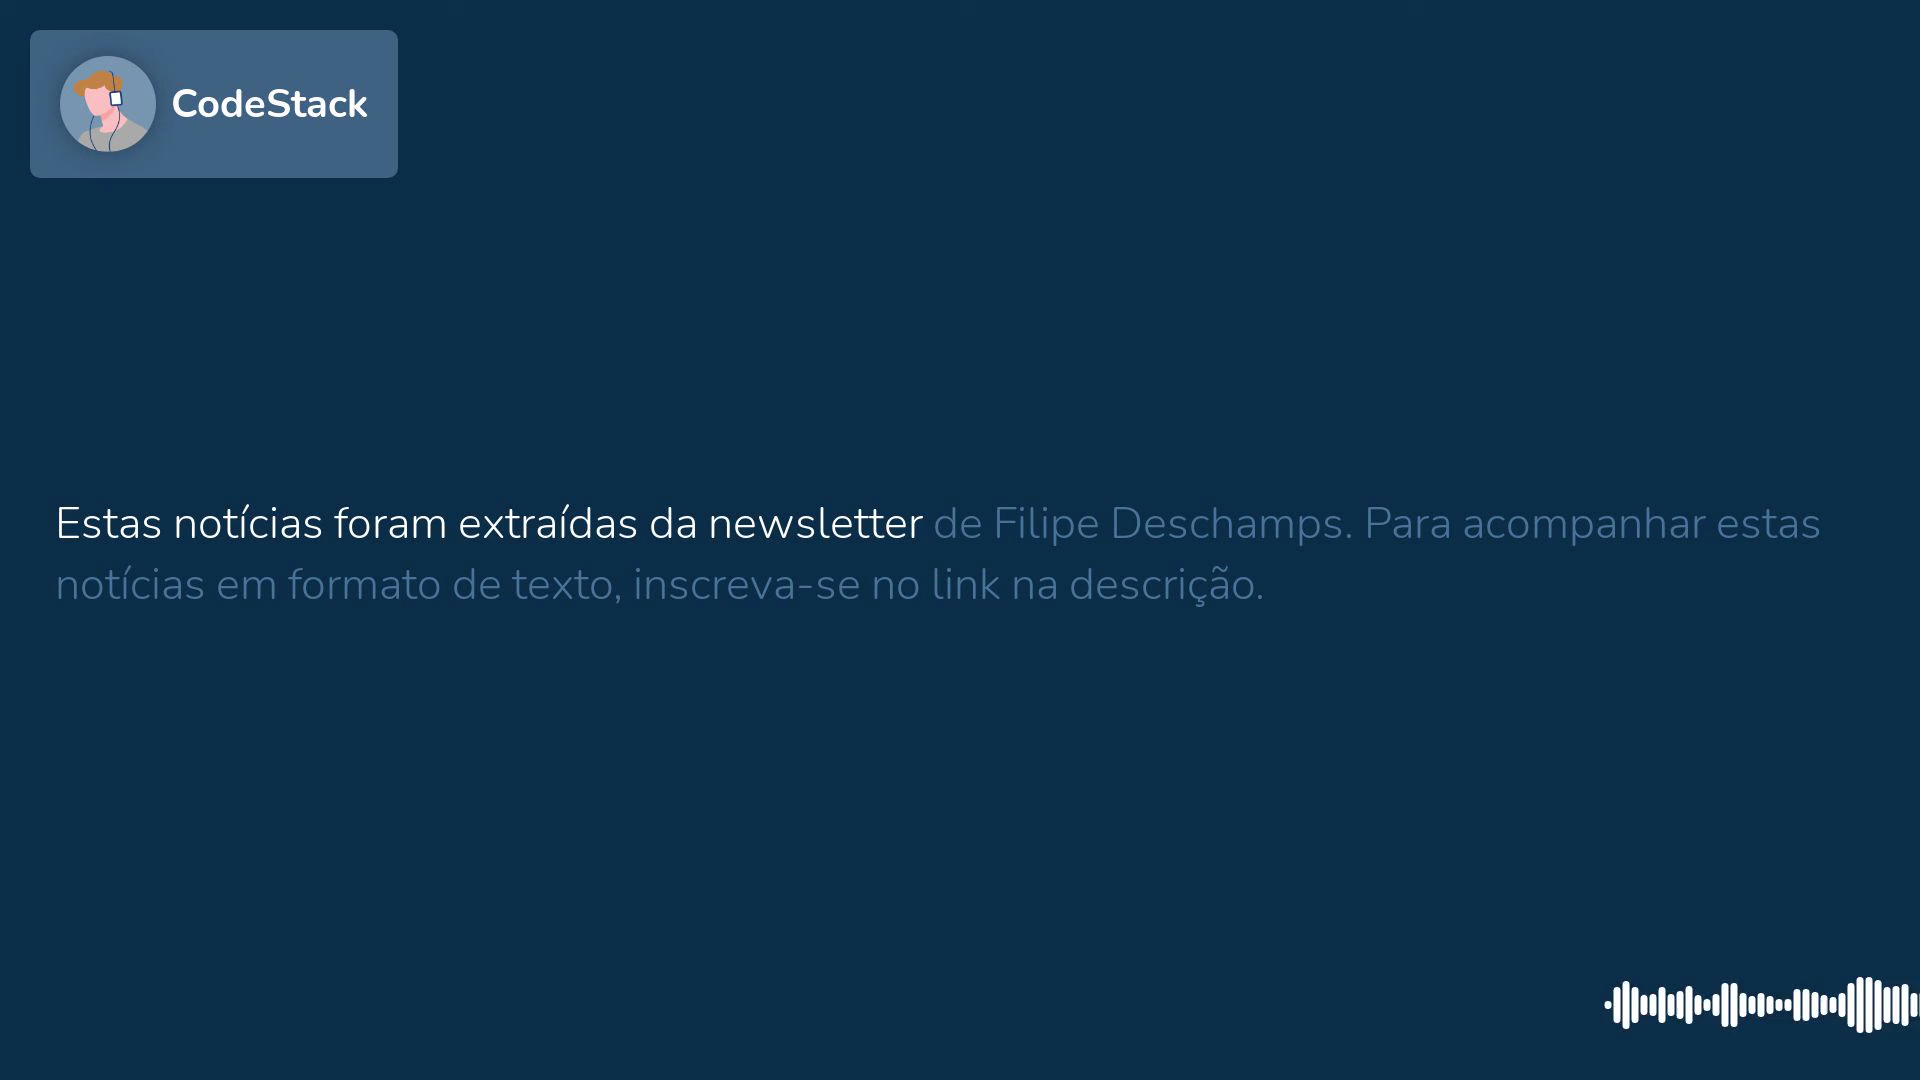 CodeStack
Estas notícias foram extraídas da newsletter de Filipe Deschamps. Para acompanhar estas
notícias em formato de texto, inscreva-se no link na descrição.